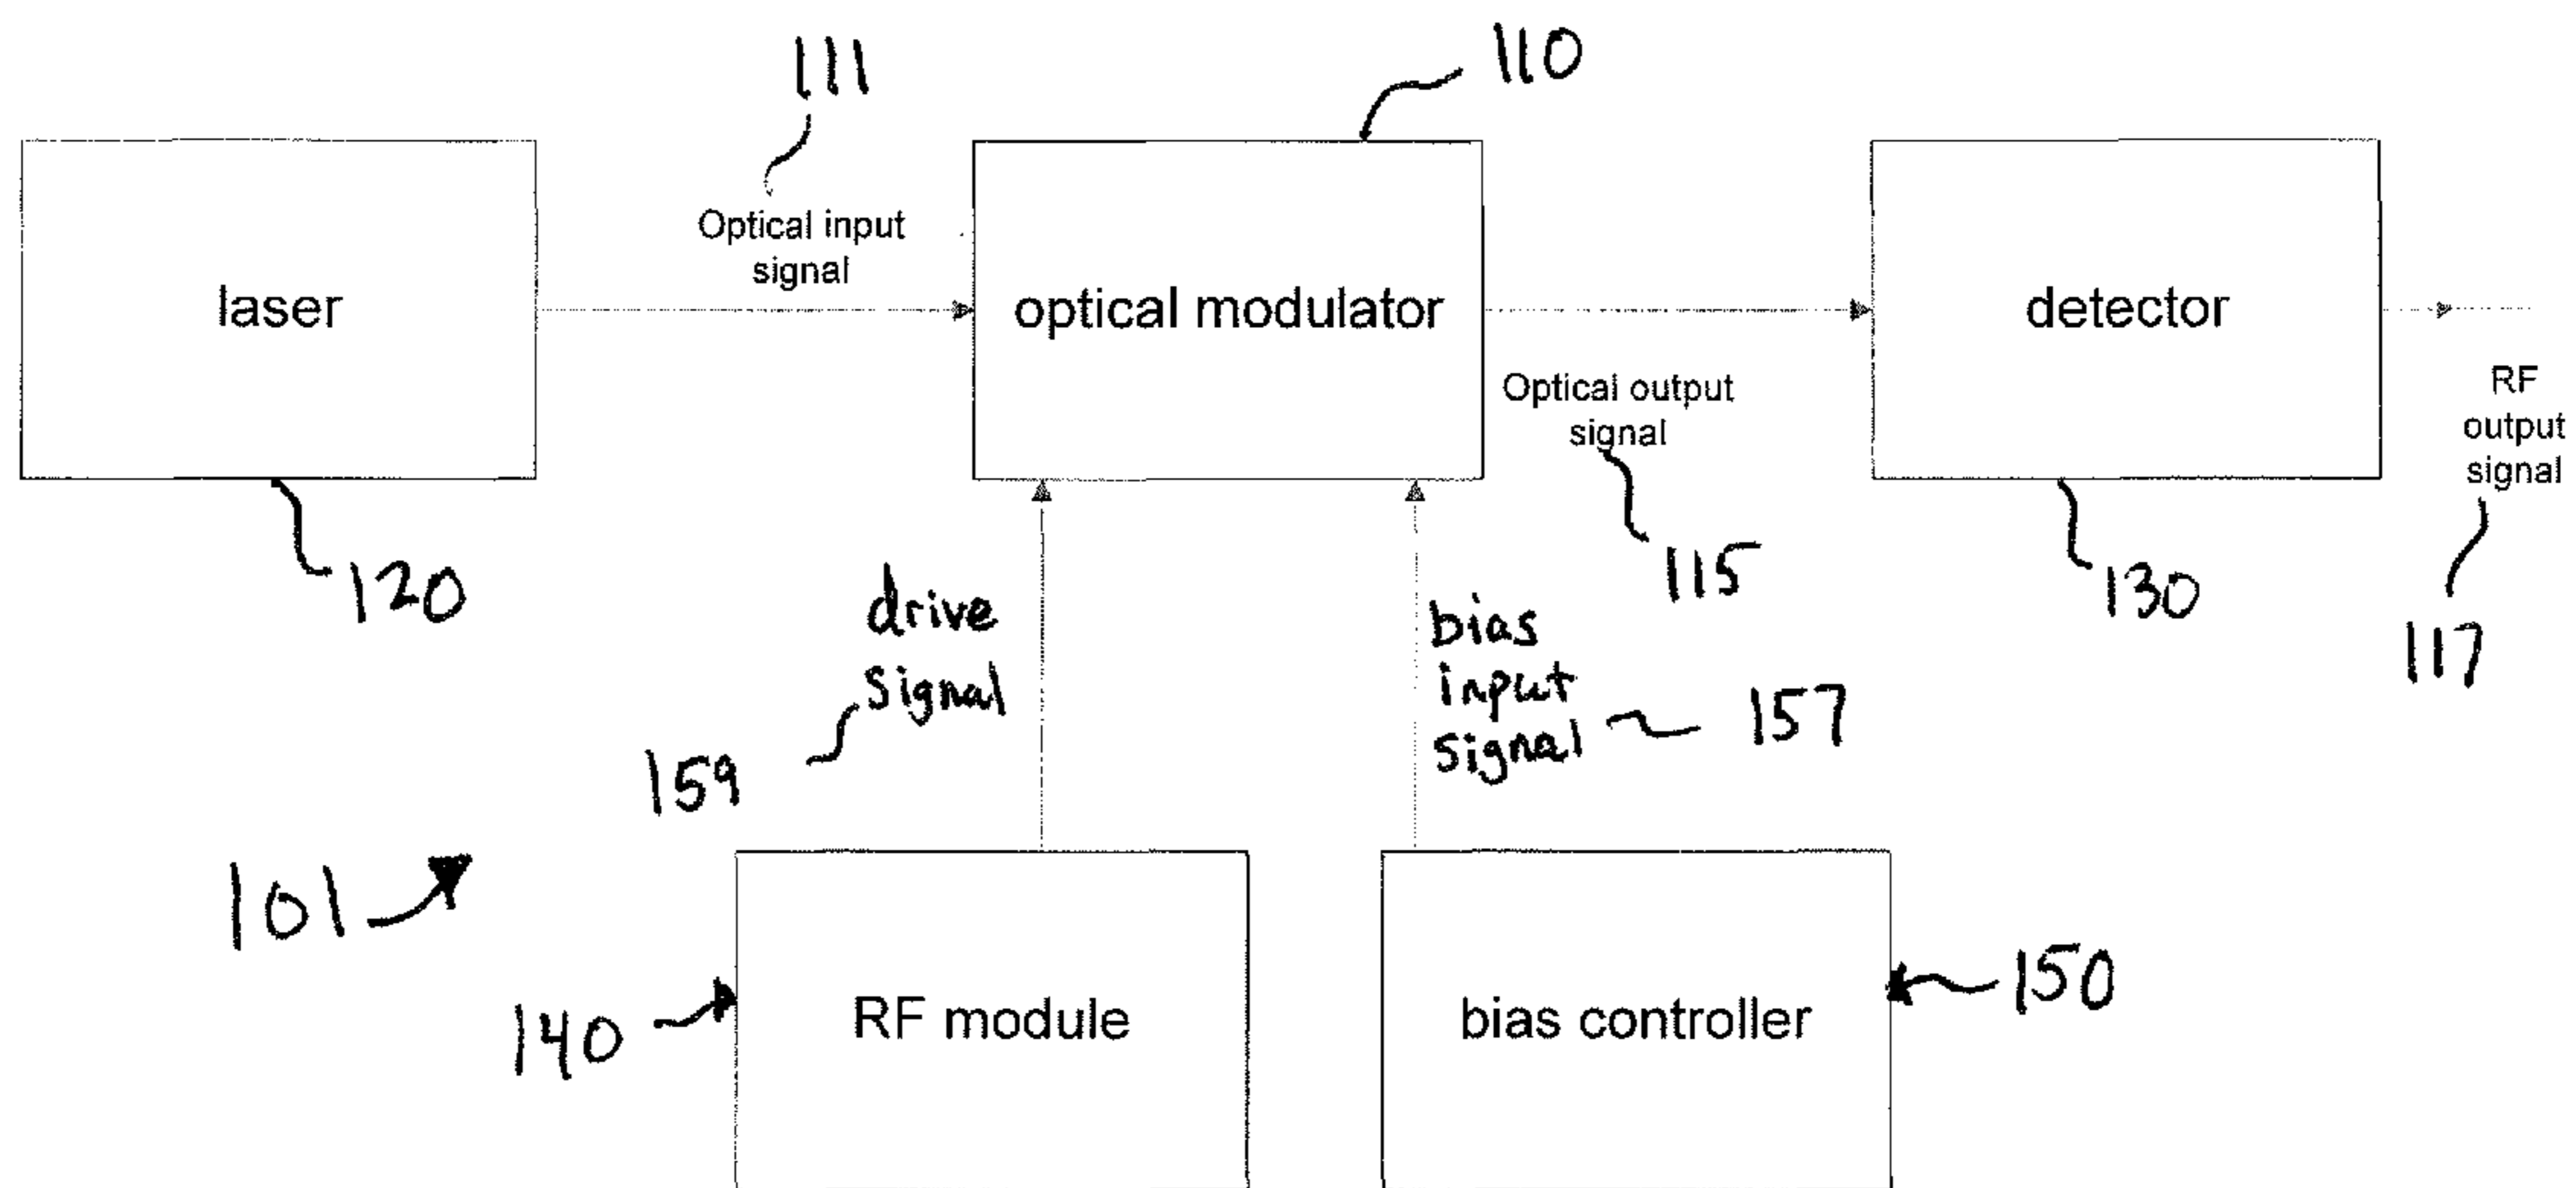 111
110
Optical input
signal
laser
optical modulator
detector
Optical output
signal
RF
output
signal
120
115
130
117
drive
signal
159
bias
input
signal
157
101
140
RF module
bias controller
150